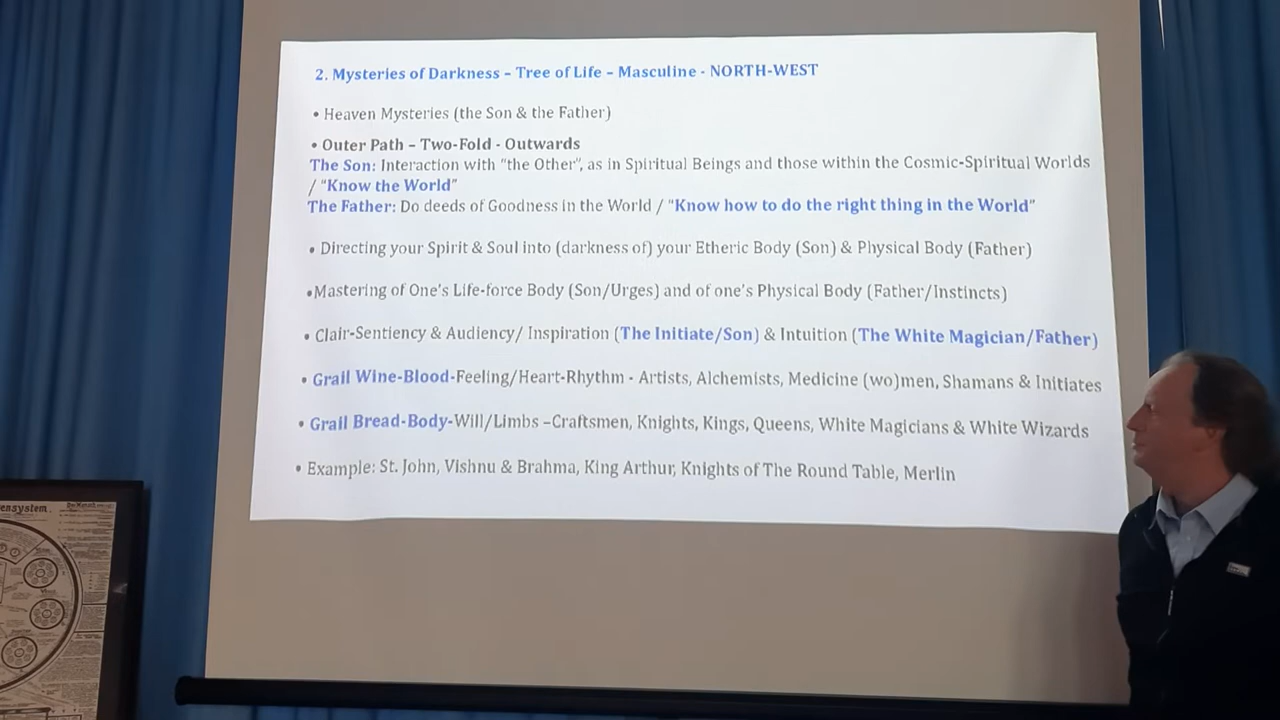 2. Mysteries of Darkness – Tree of Life – Masculine - NORTH-WEST
• Heaven Mysteries (the Son & the Father)
• Outer Path – Two-Fold - Outwards
The Son: Interaction with "the Other", as in Spiritual Beings and those within the Cosmic-Spiritual Worlds
/ "Know the World"
The Father: Do deeds of Goodness in the World / "Know how to do the right thing in the World"
• Directing your Spirit & Soul into (darkness of) your Etheric Body (Son) & Physical Body (Father)
•Mastering of One's Life-force Body (Son/Urges) and of one's Physical Body (Father/Instincts)
• Clair-Sentiency & Audiency/ Inspiration (The Initiate/Son) & Intuition (The White Magician/Father)
• Grail Wine-Blood-Feeling/Heart-Rhythm - Artists, Alchemists, Medicine (wo)men, Shamans & Initiates
• Grail Bread-Body-Will/Limbs –Craftsmen, Knights, Kings, Queens, White Magicians & White Wizards
• Example: St. John, Vishnu & Brahma, King Arthur, Knights of The Round Table, Merlin
ensystem.